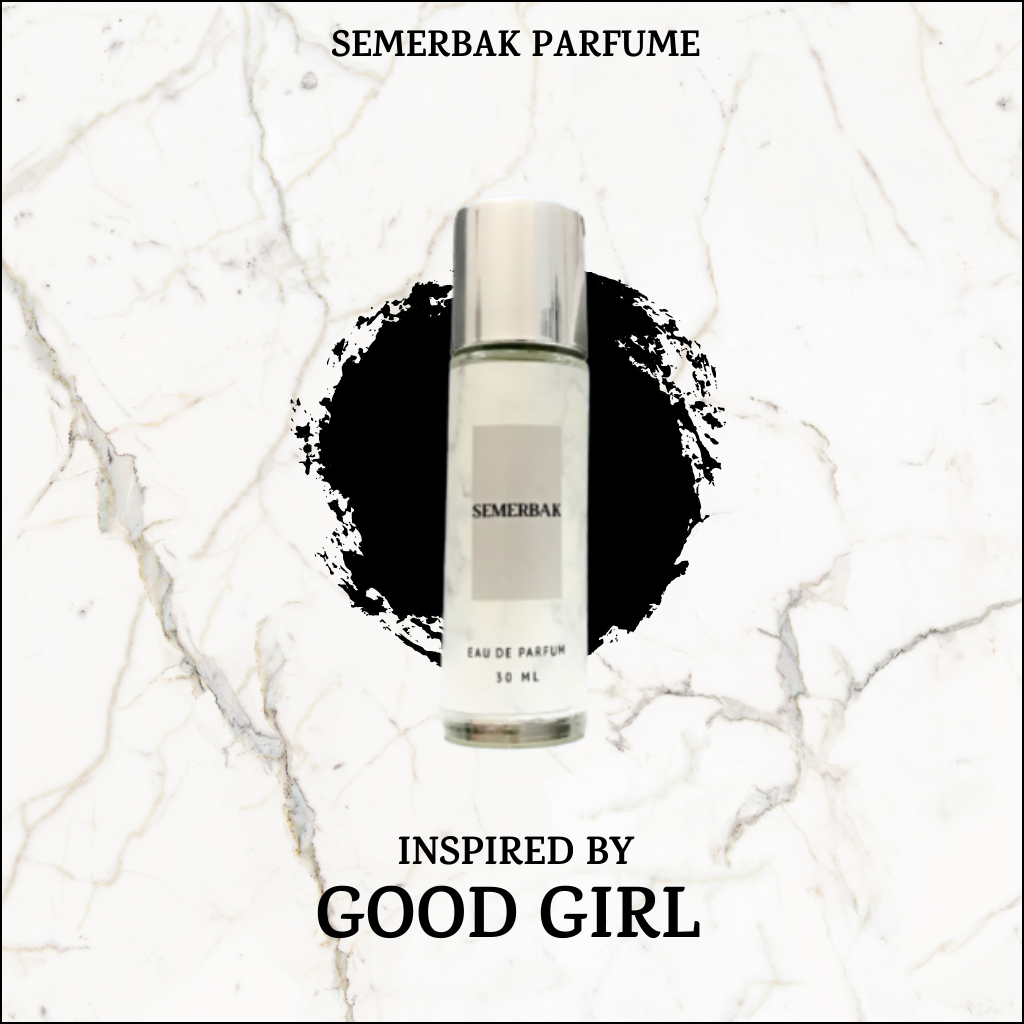 SEMERBAK PARFUME
SEMERBAK
EAU DE PARFUM
30 ML
INSPIRED BY
GOOD GIRL